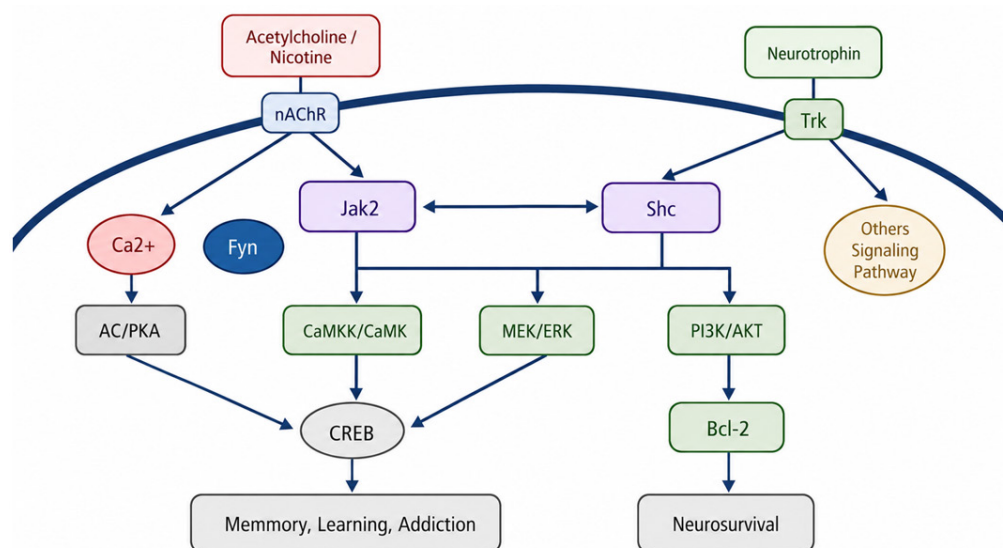 Acetylcholine /
Nicotine
Neurotrophin
nAChR
Trk
Jak2
Shc
Ca2+
Fyn
Others
Signaling
Pathway
AC/PKA
CaMKK/CaMK
MEK/ERK
PI3K/AKT
CREB
Bcl-2
Memmory, Learning, Addiction
Neurosurvival